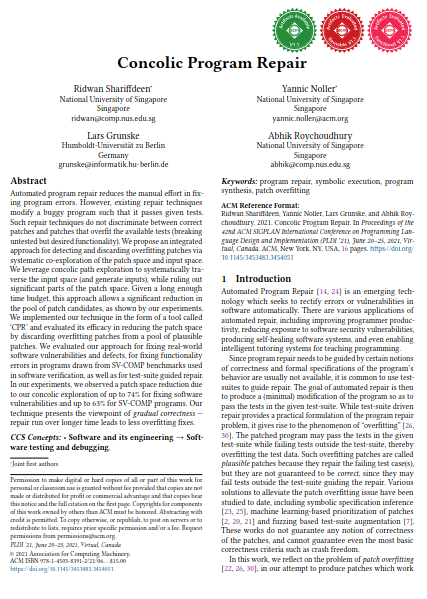 Concolic Program Repair
Ridwan Shariffdeen*
National University of Singapore
Singapore
ridwan@comp.nus.edu.sg
Yannic Noller*
National University of Singapore
Singapore
yannic.noller@acm.org
Lars Grunske
Humboldt-Universität zu Berlin
Germany
grunske@informatik.hu-berlin.de
Abhik Roychoudhury
National University of Singapore
Singapore
abhik@comp.nus.edu.sg
Abstract
Automated program repair reduces the manual effort in fix-
ing program errors. However, existing repair techniques
modify a buggy program such that it passes given tests.
Such repair techniques do not discriminate between correct
patches and patches that overfit the available tests (breaking
untested but desired functionality). We propose an integrated
approach for detecting and discarding overfitting patches via
systematic co-exploration of the patch space and input space.
We leverage concolic path exploration to systematically tra-
verse the input space (and generate inputs), while ruling out
significant parts of the patch space. Given a long enough
time budget, this approach allows a significant reduction in
the pool of patch candidates, as shown by our experiments.
We implemented our technique in the form of a tool called
'CPR' and evaluated its efficacy in reducing the patch space
by discarding overfitting patches from a pool of plausible
patches. We evaluated our approach for fixing real-world
software vulnerabilities and defects, for fixing functionality
errors in programs drawn from SV-COMP benchmarks used
in software verification, as well as for test-suite guided repair.
In our experiments, we observed a patch space reduction due
to our concolic exploration of up to 74% for fixing software
vulnerabilities and up to 63% for SV-COMP programs. Our
technique presents the viewpoint of gradual correctness –
repair run over longer time leads to less overfitting fixes.
CCS Concepts: • Software and its engineering → Soft-
ware testing and debugging.
*Joint first authors
Permission to make digital or hard copies of all or part of this work for
personal or classroom use is granted without fee provided that copies are not
made or distributed for profit or commercial advantage and that copies bear
this notice and the full citation on the first page. Copyrights for components
of this work owned by others than ACM must be honored. Abstracting with
credit is permitted. To copy otherwise, or republish, to post on servers or to
redistribute to lists, requires prior specific permission and/or a fee. Request
permissions from permissions@acm.org.
PLDI '21, June 20–25, 2021, Virtual, Canada
© 2021 Association for Computing Machinery.
ACM ISBN 978-1-4503-8391-2/21/06...$15.00
https://doi.org/10.1145/3453483.3454051
Keywords: program repair, symbolic execution, program
synthesis, patch overfitting
ACM Reference Format:
Ridwan Shariffdeen, Yannic Noller, Lars Grunske, and Abhik Roy-
choudhury. 2021. Concolic Program Repair. In Proceedings of the
42nd ACM SIGPLAN International Conference on Programming Lan-
guage Design and Implementation (PLDI '21), June 20–25, 2021, Vir-
tual, Canada. ACM, New York, NY, USA, 16 pages. https://doi.org/
10.1145/3453483.3454051
1 Introduction
Automated Program Repair [14, 24] is an emerging tech-
nology which seeks to rectify errors or vulnerabilities in
software automatically. There are various applications of
automated repair, including improving programmer produc-
tivity, reducing exposure to software security vulnerabilities,
producing self-healing software systems, and even enabling
intelligent tutoring systems for teaching programming.
Since program repair needs to be guided by certain notions
of correctness and formal specifications of the program's
behavior are usually not available, it is common to use test-
suites to guide repair. The goal of automated repair is then
to produce a (minimal) modification of the program so as to
pass the tests in the given test-suite. While test-suite driven
repair provides a practical formulation of the program repair
problem, it gives rise to the phenomenon of "overfitting" [26,
30]. The patched program may pass the tests in the given
test-suite while failing tests outside the test-suite, thereby
overfitting the test data. Such overfitting patches are called
plausible patches because they repair the failing test case(s),
but they are not guaranteed to be correct, since they may
fail tests outside the test-suite guiding the repair. Various
solutions to alleviate the patch overfitting issue have been
studied to date, including symbolic specification inference
[23, 25], machine learning-based prioritization of patches
[2, 20, 21] and fuzzing based test-suite augmentation [7].
These works do not guarantee any notion of correctness
of the patches, and cannot guarantee even the most basic
correctness criteria such as crash freedom.
In this work, we reflect on the problem of patch overfitting
[22, 26, 30], in our attempt to produce patches which work